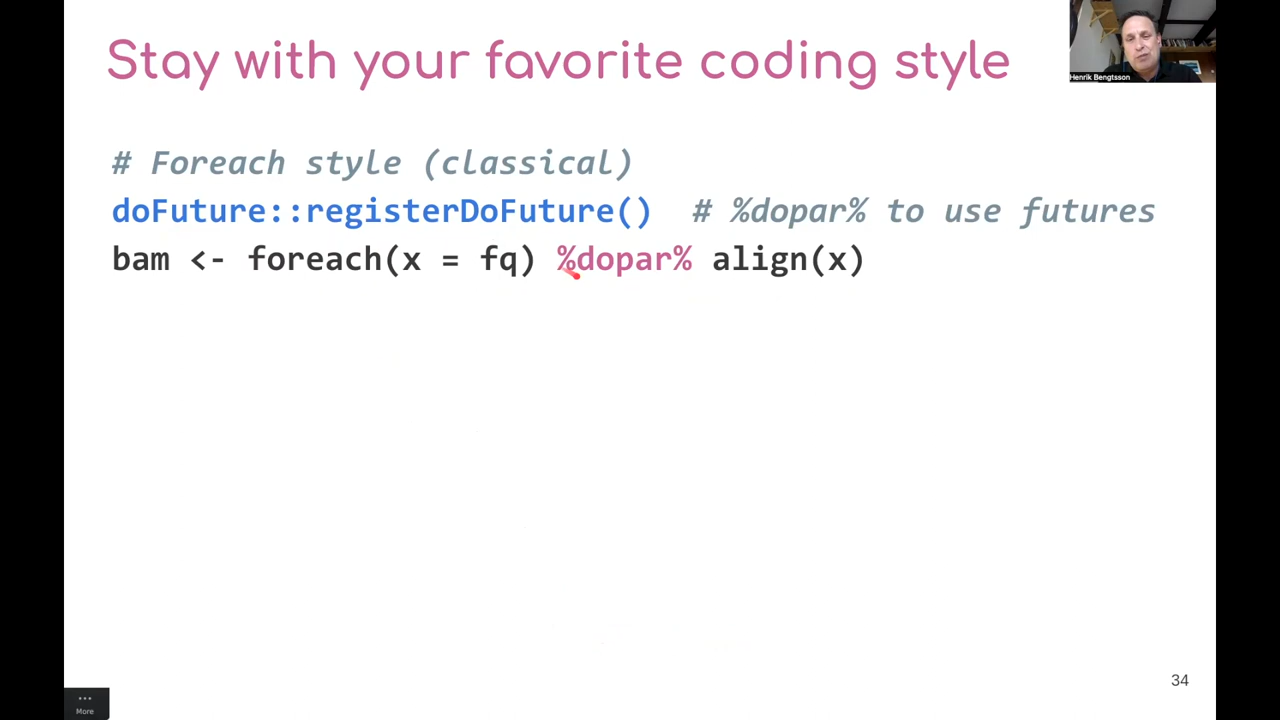 Stay with your favorite coding style
Henrik Bengtsson
# Foreach style (classical)
doFuture::registerDoFuture() # %dopar% to use futures
bam <- foreach(x = fq) %dopar% align(x)
34
More